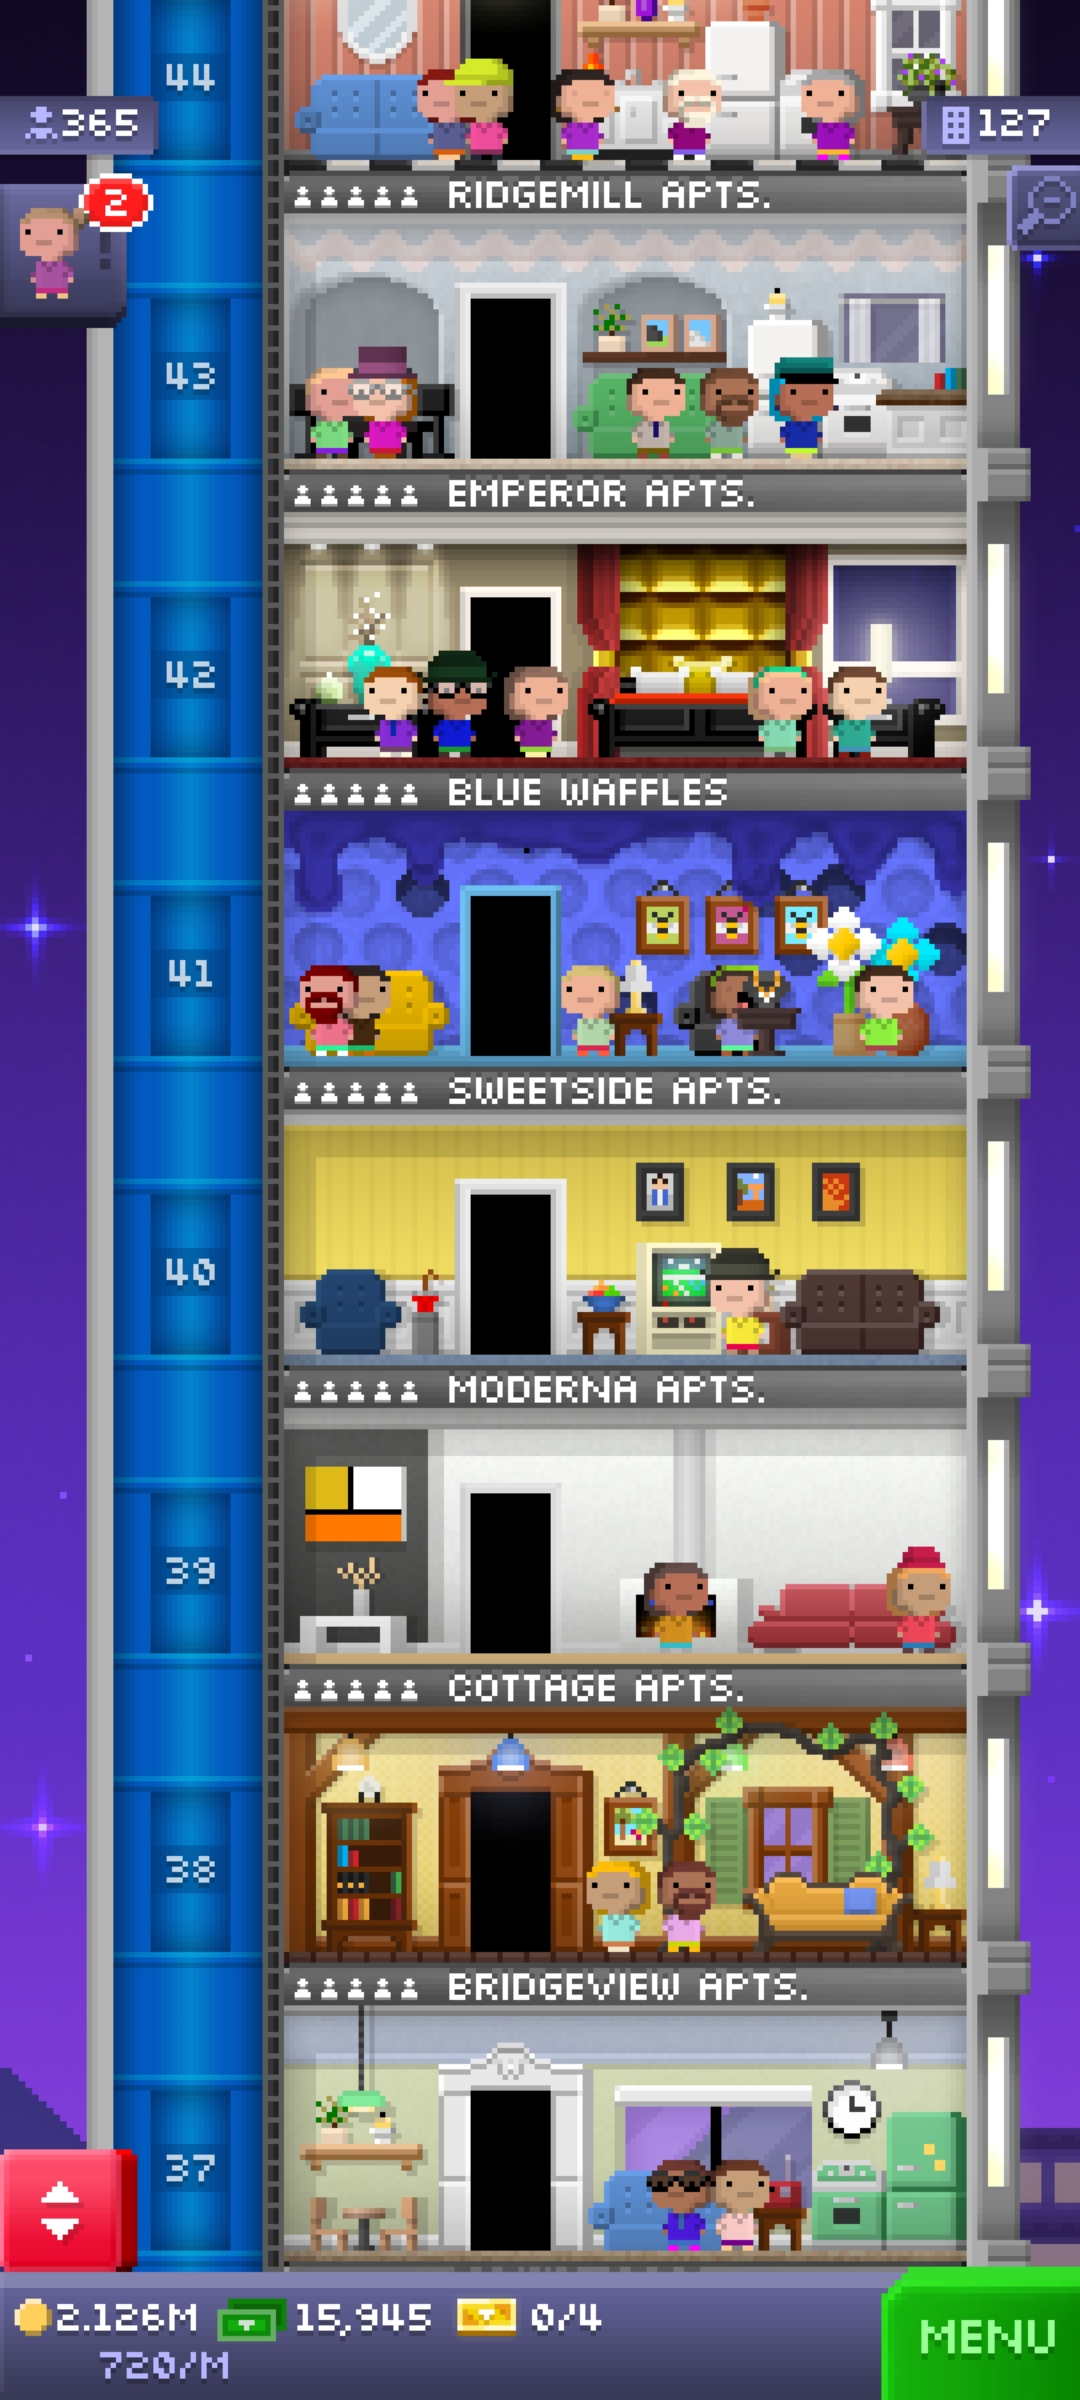 44
365
127
2
RIDGEMILL APTS.
43
EMPEROR APTS.
42
BLUE WAFFLES
41
SWEETSIDE APTS.
40
MODERNA APTS.
39
COTTAGE APTS.
38
BRIDGEVIEW APTS.
37
2.126M 15,945 0/4
720/M
MENU